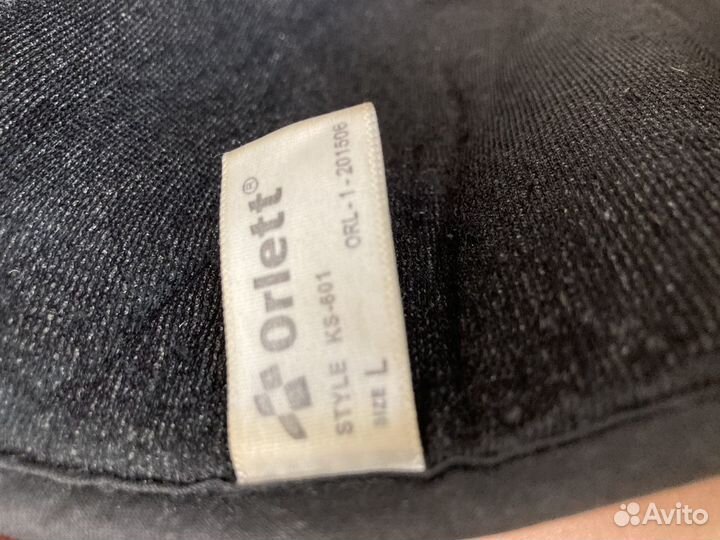 Orlett®
STYLE KS-601
ORL-1-201506
SIZE L
Avito